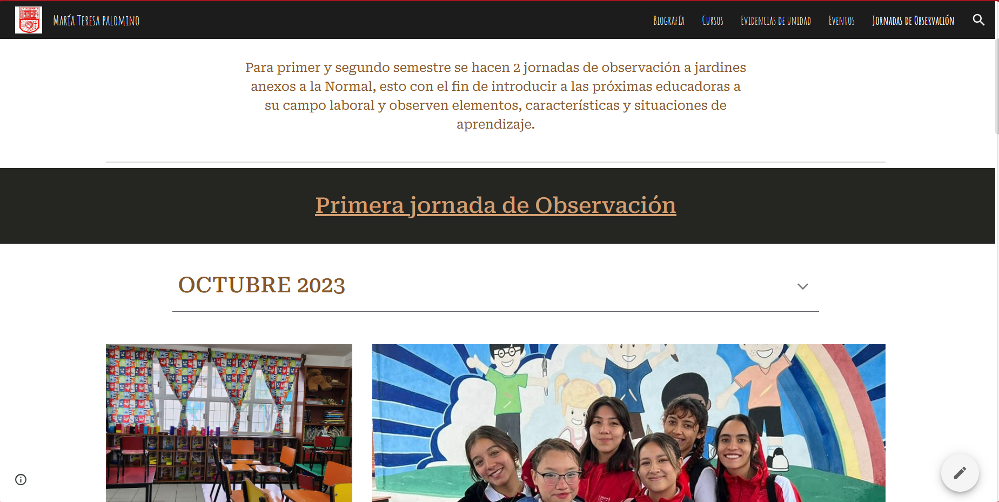 María Teresa palomino
Biografía
Cursos
Evidencias de unidad
Eventos
Jornadas de Observación
Para primer y segundo semestre se hacen 2 jornadas de observación a jardines
anexos a la Normal, esto con el fin de introducir a las próximas educadoras a
su campo laboral y observen elementos, características y situaciones de
aprendizaje.
Primera jornada de Observación
OCTUBRE 2023